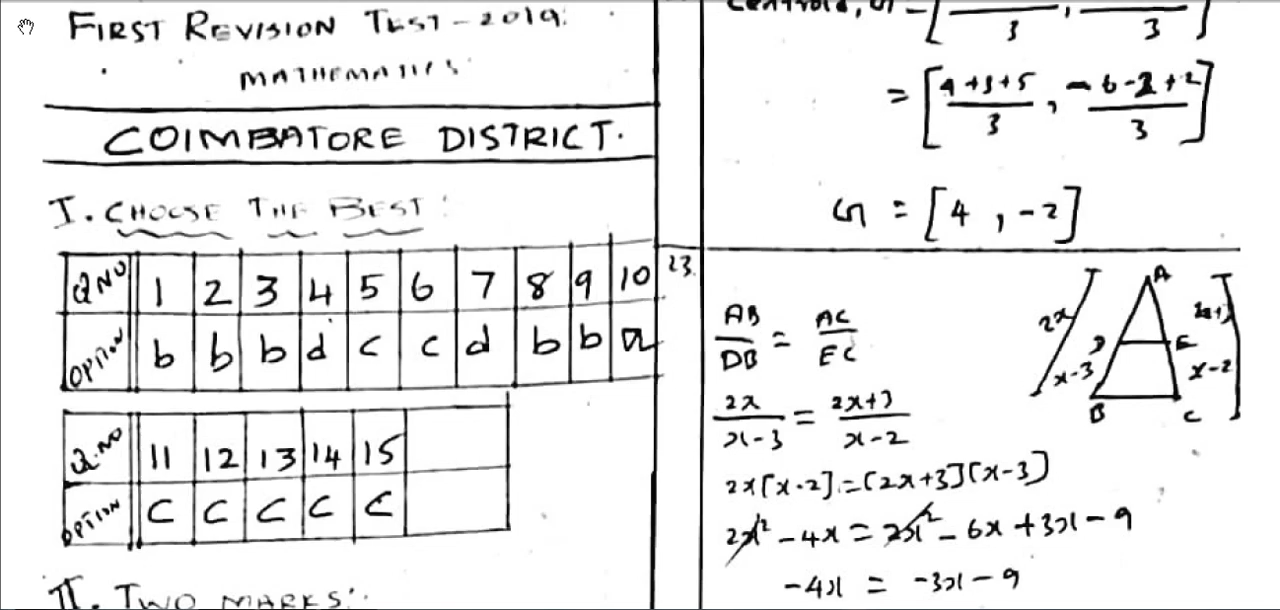 FIRST REVISION TEST-2019.
MATHEMATICS
COIMBATORE DISTRICT.
I. CHOOSE THE BEST:
Q NO 1 2 3 4 5 6 7 8 9 10
OPTION b b b d c c d b b a
Q.NO 11 12 13 14 15
OPTION C C C C C
II. TWO MARKS:
Centroid, G = [ /3 , /3 ]
= [ 4+3+5/3 , -6-2+2/3 ]
G = [4, -2]
23.
AB/DB = AC/EC
2x/x-3 = 2x+3/x-2
2x[x-2] = [2x+3][x-3]
2x² - 4x = 2x² - 6x + 3x - 9
-4x = -3x - 9
A
2x
D E
x-3 x-2
B C